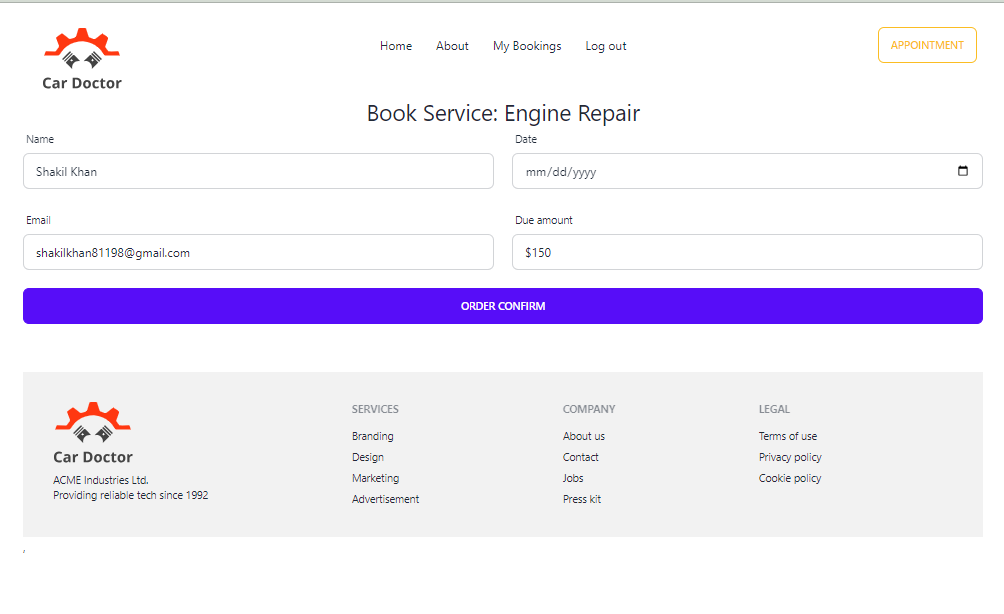 Car Doctor
Home About My Bookings Log out
APPOINTMENT
Book Service: Engine Repair
Name
Shakil Khan
Date
mm/dd/yyyy
Email
shakilkhan81198@gmail.com
Due amount
$150
ORDER CONFIRM
Car Doctor
ACME Industries Ltd.
Providing reliable tech since 1992
SERVICES
Branding
Design
Marketing
Advertisement
COMPANY
About us
Contact
Jobs
Press kit
LEGAL
Terms of use
Privacy policy
Cookie policy
,